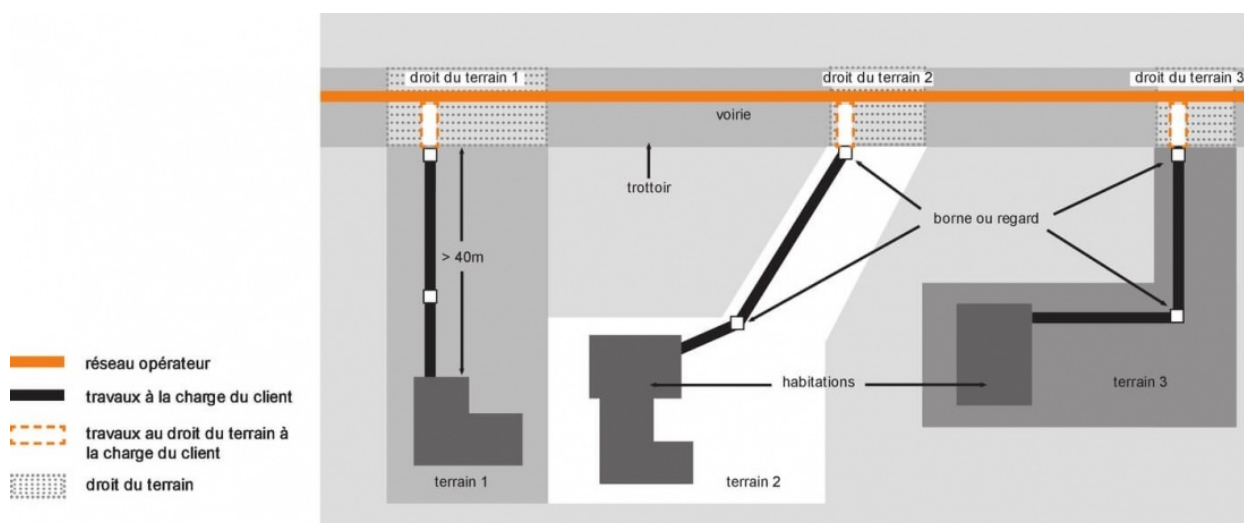 droit du terrain 1
droit du terrain 2
droit du terrain 3
voirie
trottoir
borne ou regard
> 40m
habitations
terrain 3
terrain 1
terrain 2
réseau opérateur
travaux à la charge du client
travaux au droit du terrain à
la charge du client
droit du terrain